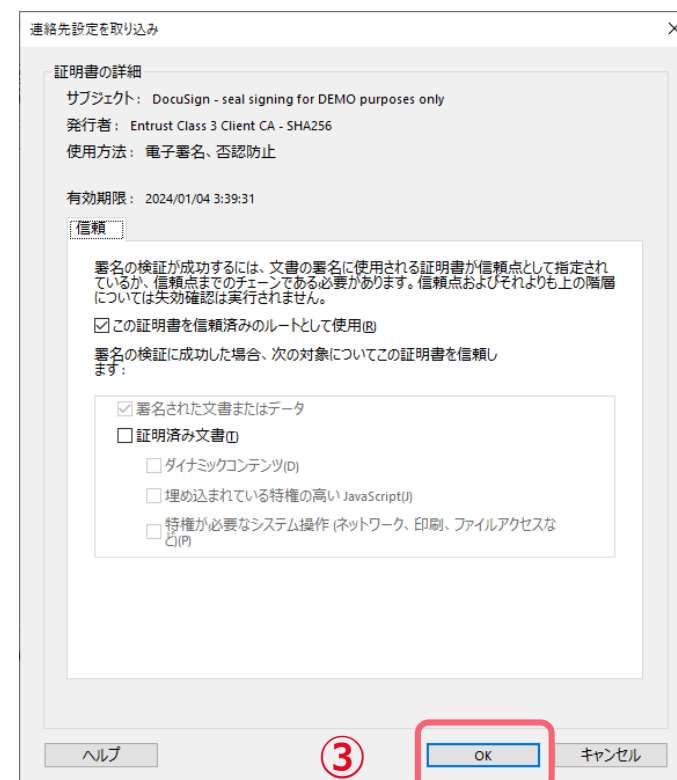 連絡先設定を取り込み
証明書の詳細
サブジェクト: DocuSign - seal signing for DEMO purposes only
発行者: Entrust Class 3 Client CA - SHA256
使用方法: 電子署名、否認防止
有効期限: 2024/01/04 3:39:31
信頼
署名の検証が成功するには、文書の署名に使用される証明書が信頼点として指定され
ているか、信頼点までのチェーンである必要があります。信頼点およびそれよりも上の階層
については失効確認は実行されません。
この証明書を信頼済みのルートとして使用(R)
署名の検証に成功した場合、次の対象についてこの証明書を信頼し
ます:
署名された文書またはデータ
証明済み文書(T)
ダイナミックコンテンツ(D)
埋め込まれている特権の高い JavaScript(J)
特権が必要なシステム操作 (ネットワーク、印刷、ファイルアクセスな
ど)(P)
ヘルプ
③
OK
キャンセル